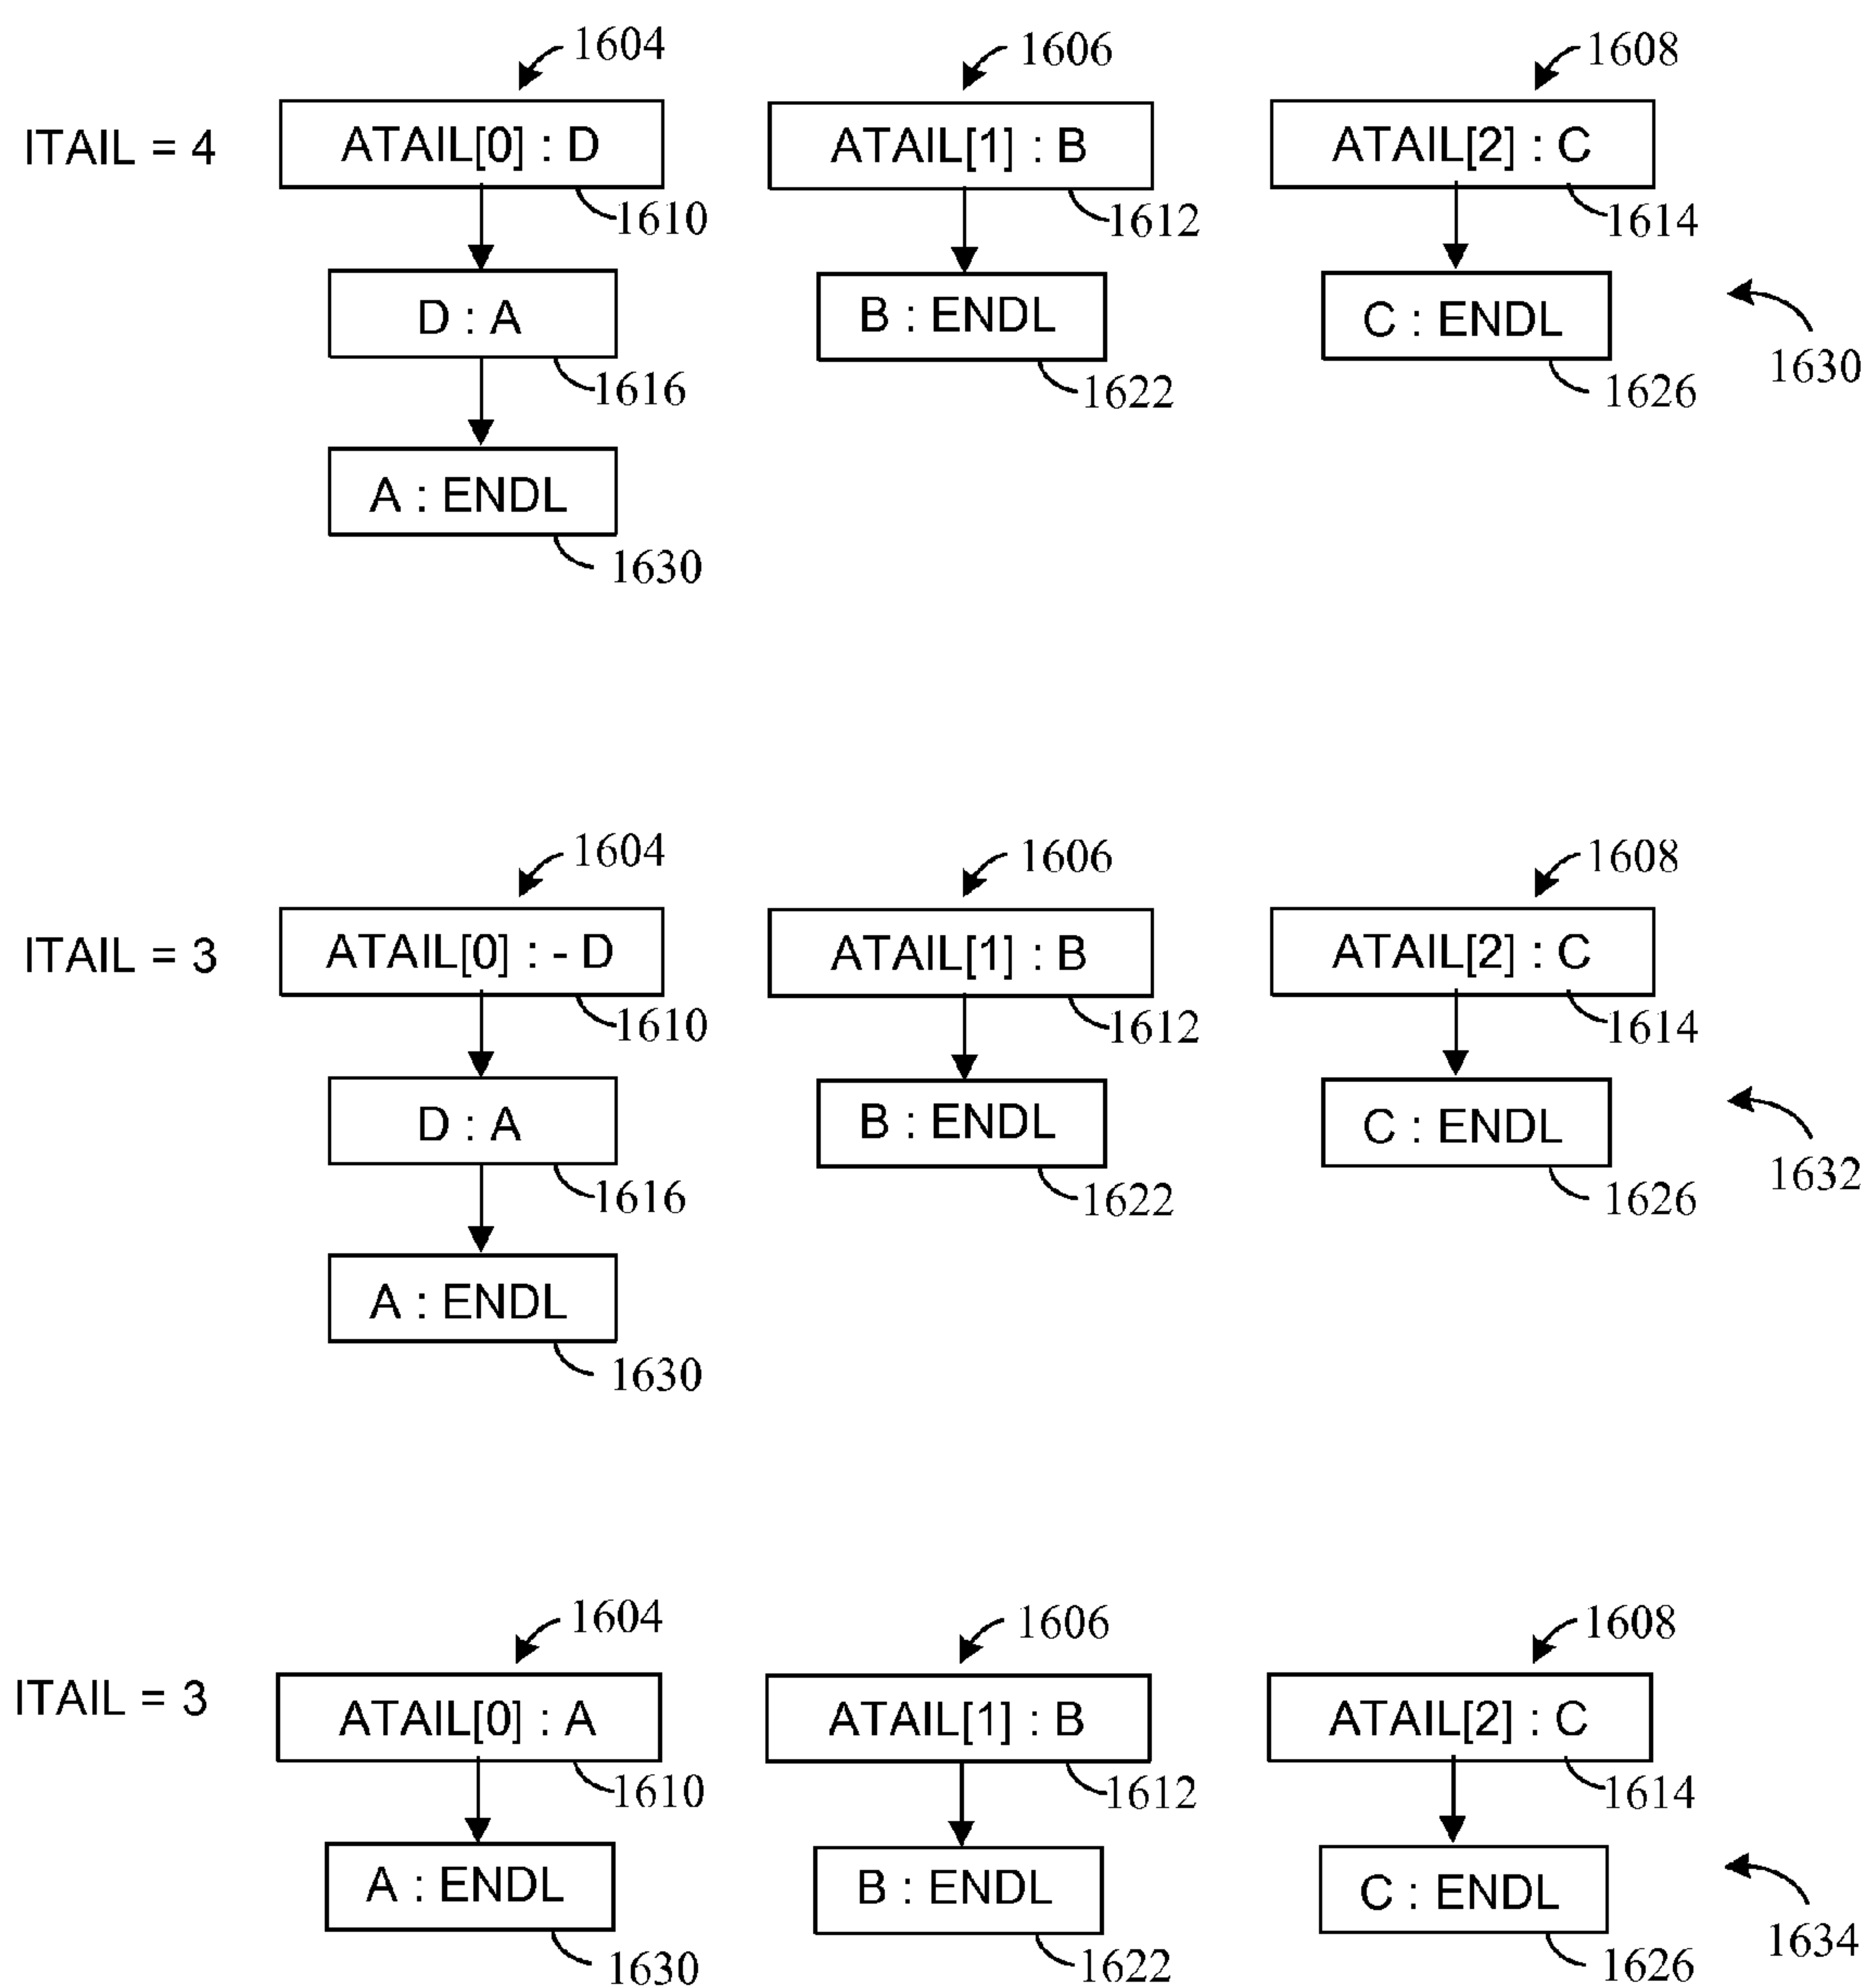 1604 1606 1608
ITAIL = 4 ATAIL[0] : D ATAIL[1] : B ATAIL[2] : C
1610 1612 1614
D : A B : ENDL C : ENDL
1630
1616 1622 1626
A : ENDL
1630
1604 1606 1608
ITAIL = 3 ATAIL[0] : - D ATAIL[1] : B ATAIL[2] : C
1610 1612 1614
D : A B : ENDL C : ENDL
1632
1616 1622 1626
A : ENDL
1630
1604 1606 1608
ITAIL = 3 ATAIL[0] : A ATAIL[1] : B ATAIL[2] : C
1610 1612 1614
A : ENDL B : ENDL C : ENDL
1634
1630 1622 1626